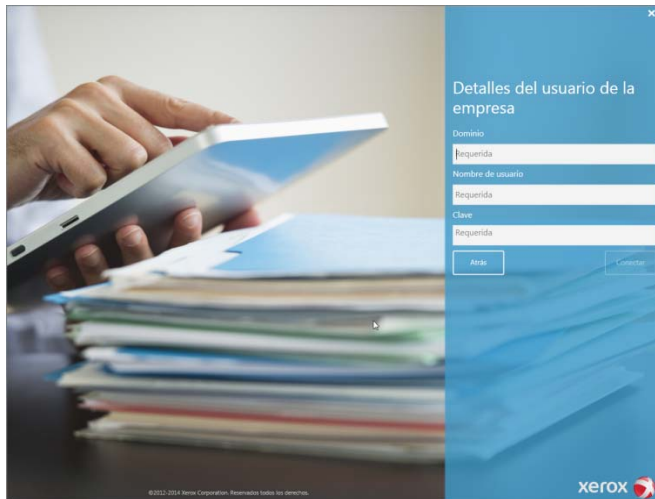 Detalles del usuario de la
empresa
Dominio
Requerida
Nombre de usuario
Requerida
Clave
Requerida
Atrás
Conectar
©2012-2014 Xerox Corporation. Reservados todos los derechos.
xerox